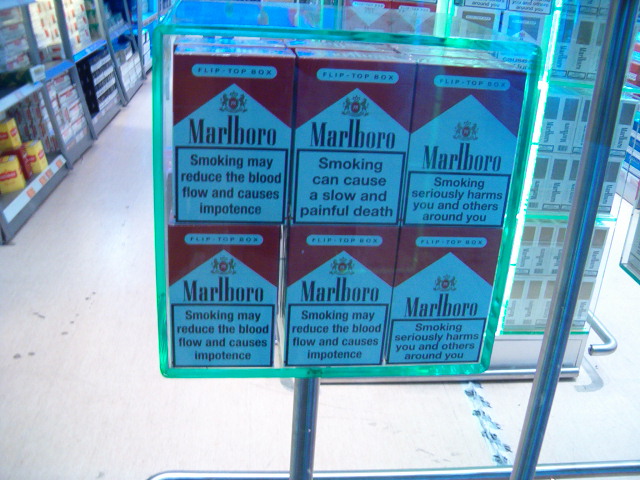 FLIP-TOP BOX
Marlboro
Smoking may
reduce the blood
flow and causes
impotence
FLIP-TOP BOX
Marlboro
Smoking
can cause
a slow and
painful death
FLIP-TOP BOX
Marlboro
Smoking
seriously harms
you and others
around you
FLIP-TOP BOX
Marlboro
Smoking may
reduce the blood
flow and causes
impotence
FLIP-TOP BOX
Marlboro
Smoking may
reduce the blood
flow and causes
impotence
FLIP-TOP BOX
Marlboro
Smoking
seriously harms
you and others
around you